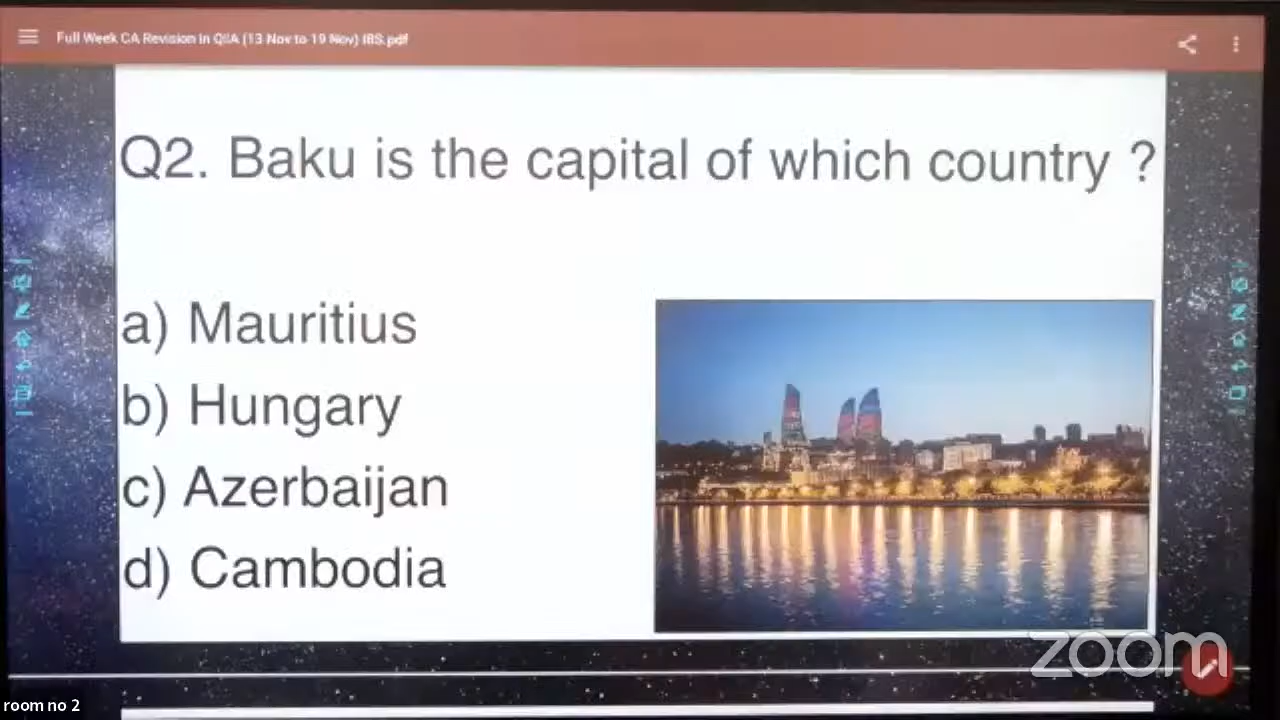 Full Week CA Revision in QIIA (13 Nov to 19 Nov) IBS.pdf
Q2. Baku is the capital of which country ?
a) Mauritius
b) Hungary
c) Azerbaijan
d) Cambodia
zoom
room no 2